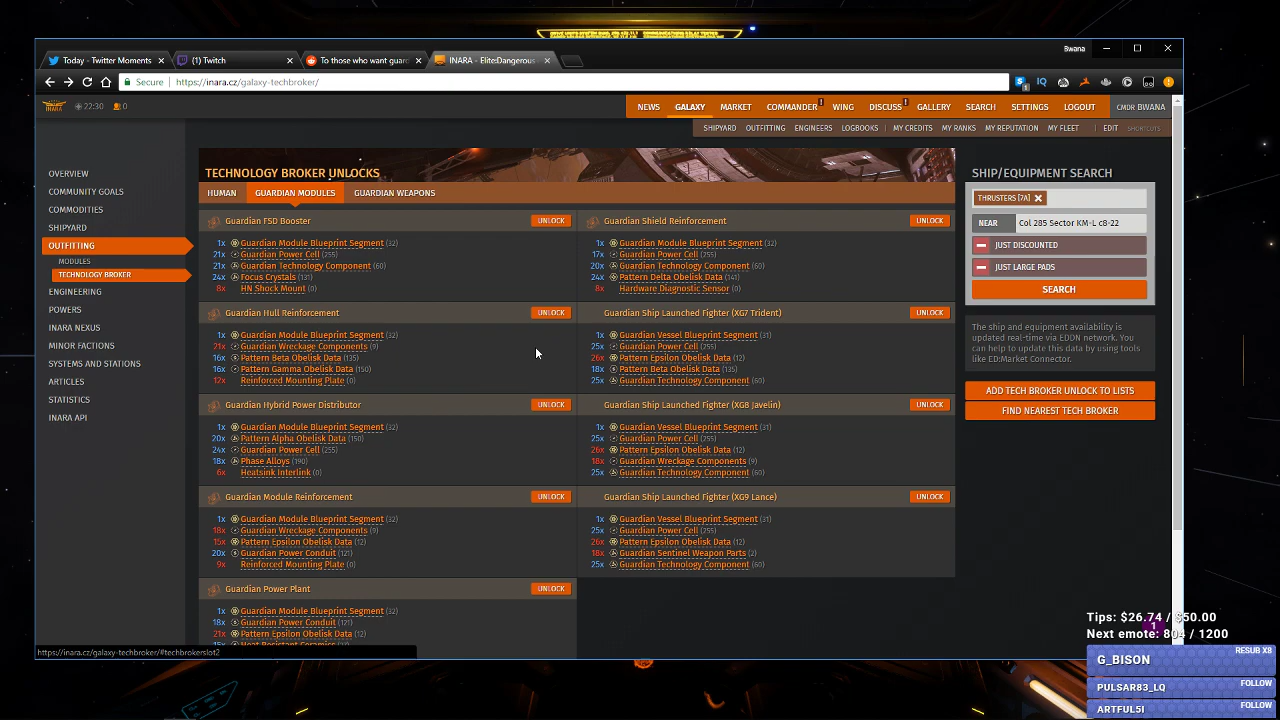 Bwana
Today - Twitter Moments
(1) Twitch
To those who want guard
INARA - Elite:Dangerous
Secure
https://inara.cz/galaxy-techbroker/
22:30
0
NEWS GALAXY MARKET COMMANDER WING DISCUSS GALLERY SEARCH SETTINGS LOGOUT CMDR BWANA
SHIPYARD OUTFITTING ENGINEERS LOGBOOKS MY CREDITS MY RANKS MY REPUTATION MY FLEET EDIT SHORTCUTS
OVERVIEW
COMMUNITY GOALS
COMMODITIES
SHIPYARD
OUTFITTING
MODULES
TECHNOLOGY BROKER
ENGINEERING
POWERS
INARA NEXUS
MINOR FACTIONS
SYSTEMS AND STATIONS
ARTICLES
STATISTICS
INARA API
TECHNOLOGY BROKER UNLOCKS
HUMAN GUARDIAN MODULES GUARDIAN WEAPONS
Guardian FSD Booster UNLOCK
1x Guardian Module Blueprint Segment (32)
21x Guardian Power Cell (255)
21x Guardian Technology Component (60)
24x Focus Crystals (131)
8x HN Shock Mount (0)
Guardian Hull Reinforcement UNLOCK
1x Guardian Module Blueprint Segment (32)
21x Guardian Wreckage Components (9)
16x Pattern Beta Obelisk Data (135)
16x Pattern Gamma Obelisk Data (150)
12x Reinforced Mounting Plate (0)
Guardian Hybrid Power Distributor UNLOCK
1x Guardian Module Blueprint Segment (32)
20x Pattern Alpha Obelisk Data (150)
24x Guardian Power Cell (255)
18x Phase Alloys (190)
6x Heatsink Interlink (0)
Guardian Module Reinforcement UNLOCK
1x Guardian Module Blueprint Segment (32)
18x Guardian Wreckage Components (9)
15x Pattern Epsilon Obelisk Data (12)
20x Guardian Power Conduit (121)
9x Reinforced Mounting Plate (0)
Guardian Power Plant UNLOCK
1x Guardian Module Blueprint Segment (32)
18x Guardian Power Conduit (121)
21x Pattern Epsilon Obelisk Data (12)
Heat Resistant Ceramics
Guardian Shield Reinforcement UNLOCK
1x Guardian Module Blueprint Segment (32)
17x Guardian Power Cell (255)
20x Guardian Technology Component (60)
24x Pattern Delta Obelisk Data (141)
8x Hardware Diagnostic Sensor (0)
Guardian Ship Launched Fighter (XG7 Trident) UNLOCK
1x Guardian Vessel Blueprint Segment (31)
25x Guardian Power Cell (255)
26x Pattern Epsilon Obelisk Data (12)
18x Pattern Beta Obelisk Data (135)
25x Guardian Technology Component (60)
Guardian Ship Launched Fighter (XG8 Javelin) UNLOCK
1x Guardian Vessel Blueprint Segment (31)
25x Guardian Power Cell (255)
26x Pattern Epsilon Obelisk Data (12)
18x Guardian Wreckage Components (9)
25x Guardian Technology Component (60)
Guardian Ship Launched Fighter (XG9 Lance) UNLOCK
1x Guardian Vessel Blueprint Segment (31)
25x Guardian Power Cell (255)
26x Pattern Epsilon Obelisk Data (12)
18x Guardian Sentinel Weapon Parts (2)
25x Guardian Technology Component (60)
SHIP/EQUIPMENT SEARCH
THRUSTERS [7A]
NEAR Col 285 Sector KM-L c8-22
JUST DISCOUNTED
JUST LARGE PADS
SEARCH
The ship and equipment availability is
updated real-time via EDDN network. You
can help to update this data by using tools
like ED:Market Connector.
ADD TECH BROKER UNLOCK TO LISTS
FIND NEAREST TECH BROKER
https://inara.cz/galaxy-techbroker/#techbrokerslot2
Tips: $26.74 / $50.00
Next emote: 804 / 1200
G_BISON RESUB X8
PULSAR83_LQ FOLLOW
ARTFUL51 FOLLOW